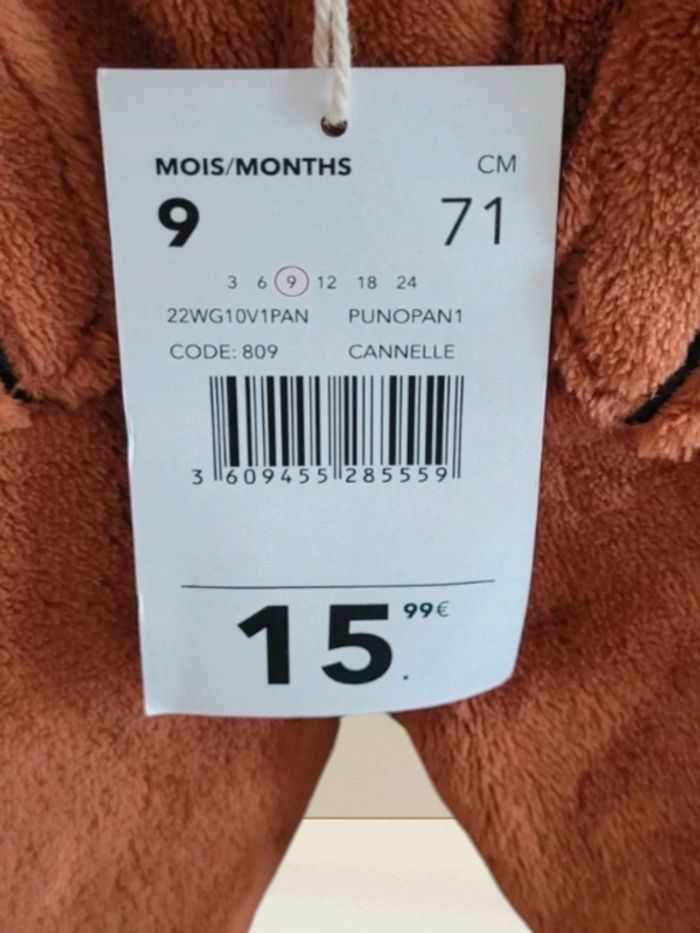 MOIS/MONTHS CM
9 71
3 6 9 12 18 24
22WG10V1PAN PUNOPAN1
CODE: 809 CANNELLE
3 609455 285559
15.99€